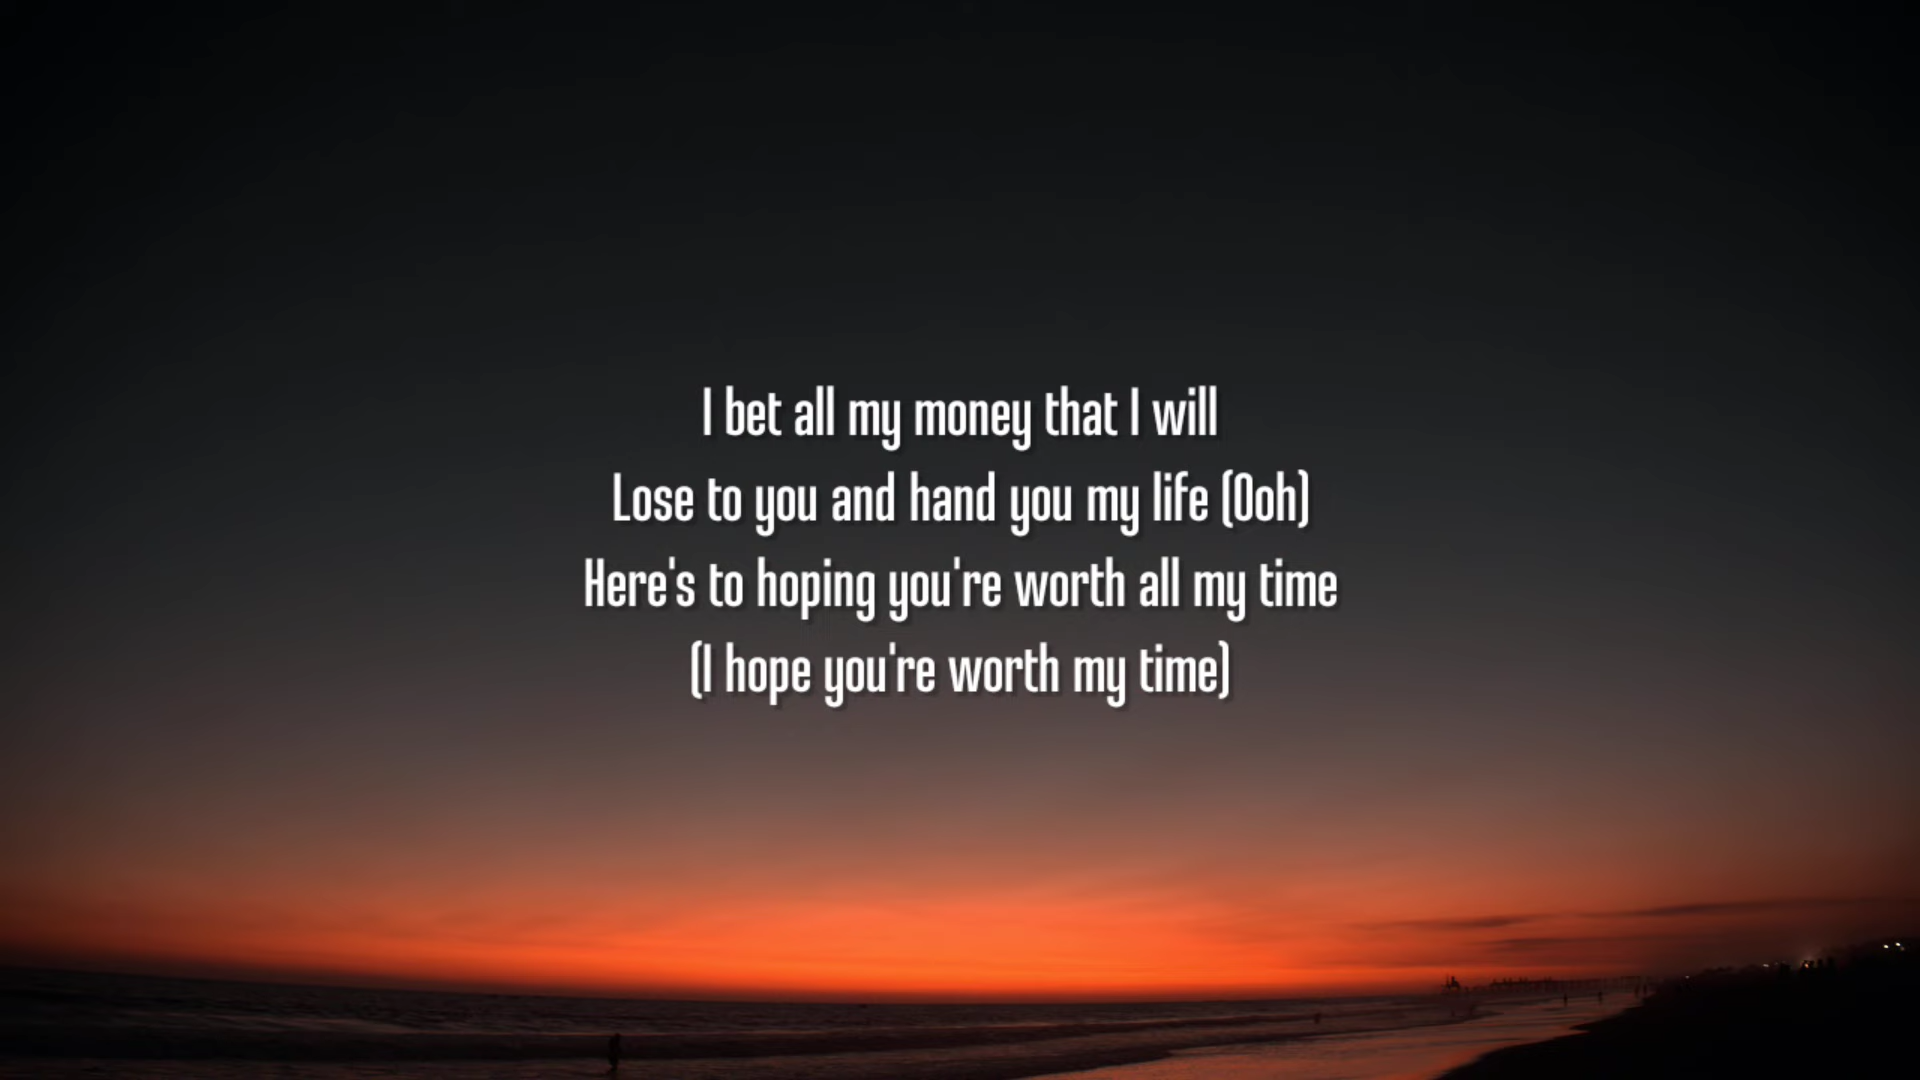 I bet all my money that I will
Lose to you and hand you my life (Ooh)
Here's to hoping you're worth all my time
(I hope you're worth my time)